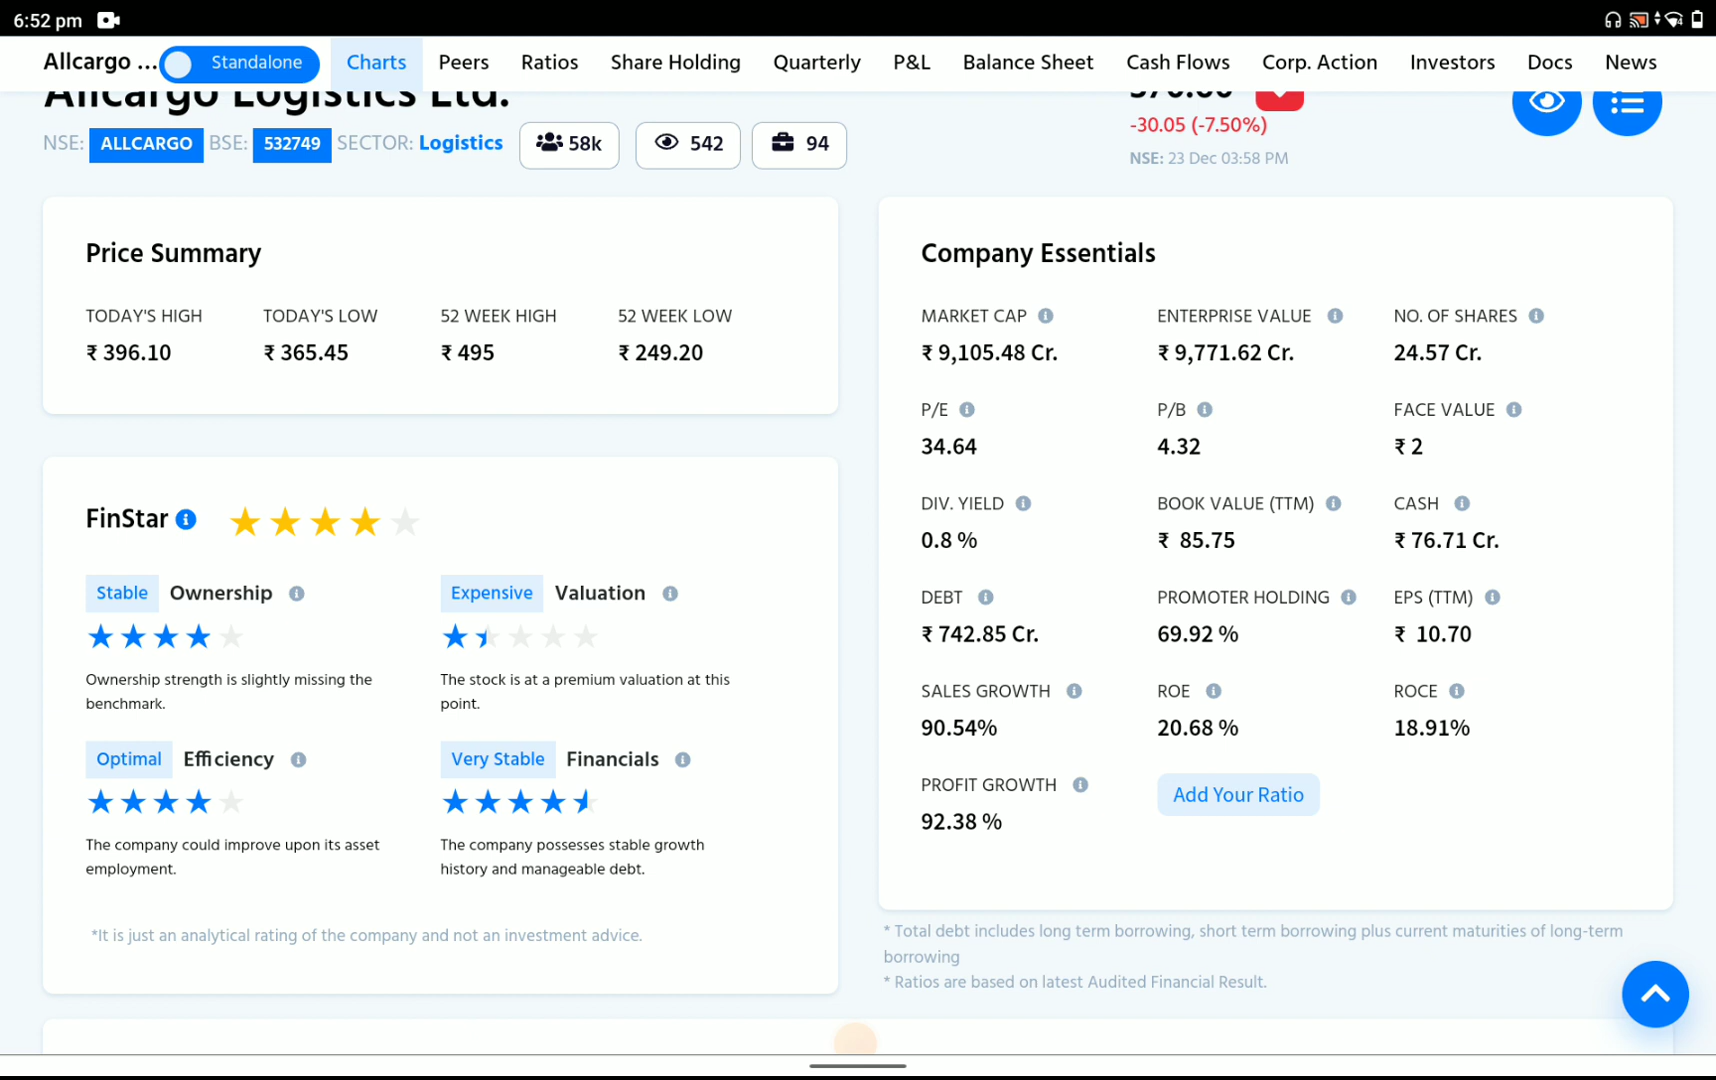 6:52 pm
Allcargo ... Standalone Charts Peers Ratios Share Holding Quarterly P&L Balance Sheet Cash Flows Corp. Action Investors Docs News
Allcargo Logistics Ltd.
-30.05 (-7.50%)
NSE: ALLCARGO BSE: 532749 SECTOR: Logistics 58k 542 94
NSE: 23 Dec 03:58 PM
Price Summary
TODAY'S HIGH TODAY'S LOW 52 WEEK HIGH 52 WEEK LOW
₹ 396.10 ₹ 365.45 ₹ 495 ₹ 249.20
FinStar
Stable Ownership
Ownership strength is slightly missing the
benchmark.
Expensive Valuation
The stock is at a premium valuation at this
point.
Optimal Efficiency
The company could improve upon its asset
employment.
Very Stable Financials
The company possesses stable growth
history and manageable debt.
*It is just an analytical rating of the company and not an investment advice.
Company Essentials
MARKET CAP ENTERPRISE VALUE NO. OF SHARES
₹ 9,105.48 Cr. ₹ 9,771.62 Cr. 24.57 Cr.
P/E P/B FACE VALUE
34.64 4.32 ₹ 2
DIV. YIELD BOOK VALUE (TTM) CASH
0.8 % ₹ 85.75 ₹ 76.71 Cr.
DEBT PROMOTER HOLDING EPS (TTM)
₹ 742.85 Cr. 69.92 % ₹ 10.70
SALES GROWTH ROE ROCE
90.54% 20.68 % 18.91%
PROFIT GROWTH
92.38 %
Add Your Ratio
* Total debt includes long term borrowing, short term borrowing plus current maturities of long-term
borrowing
* Ratios are based on latest Audited Financial Result.